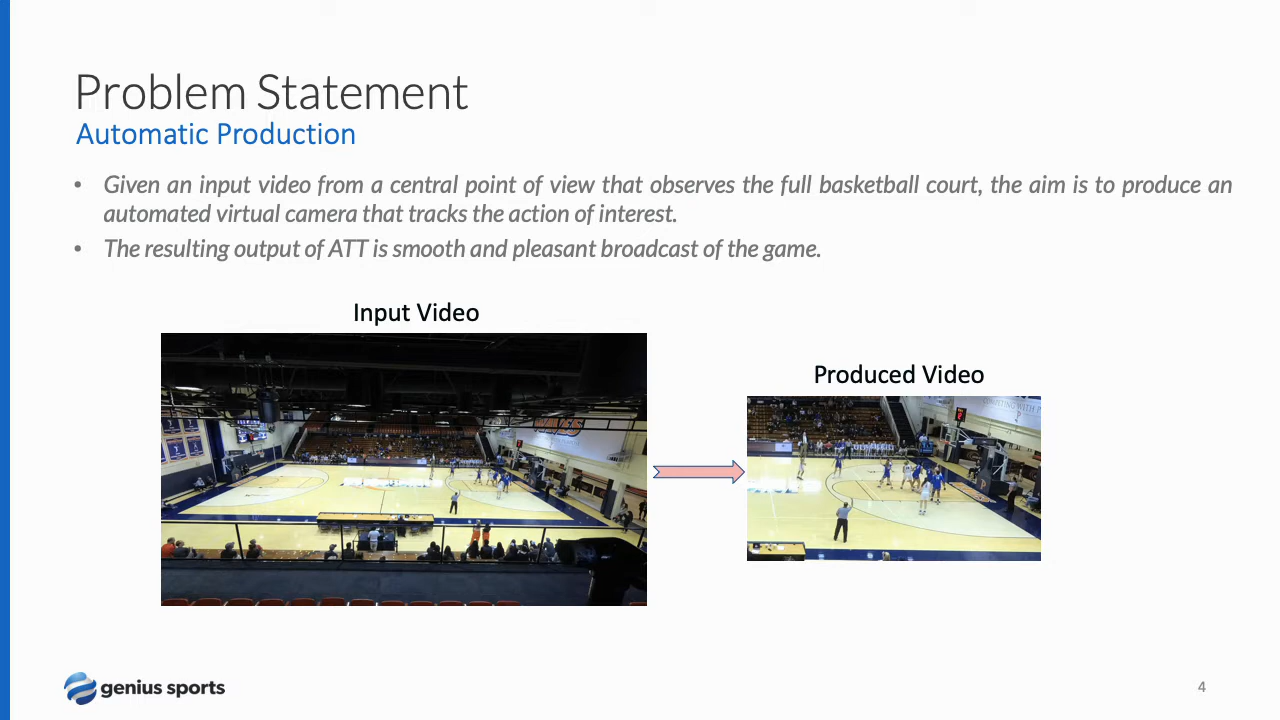 Problem Statement
Automatic Production
• Given an input video from a central point of view that observes the full basketball court, the aim is to produce an
automated virtual camera that tracks the action of interest.
• The resulting output of ATT is smooth and pleasant broadcast of the game.
Input Video
Produced Video
COMPETING WITH
genius sports
4